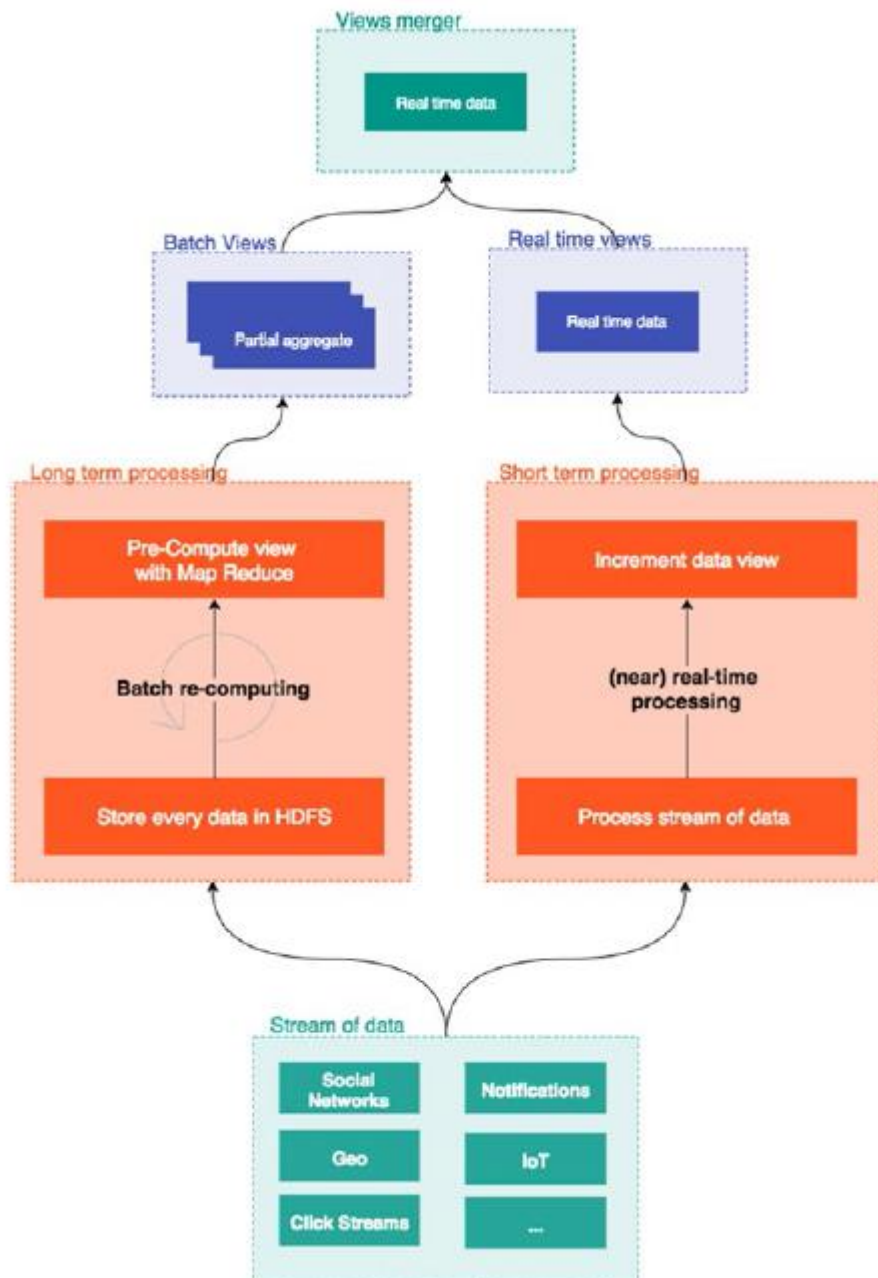 Views merger
Real time data
Batch Views
Real time views
Partial aggregale
Real time data
Long term processing
Short term processing
Pre-Compute view
with Map Reduce
Increment data view
Batch re-computing
(near) real-time
processing
Store every data in HDFS
Process stream of data
Stream of data
Social
Networks
Notifications
Geo
IoT
Click Streams
...